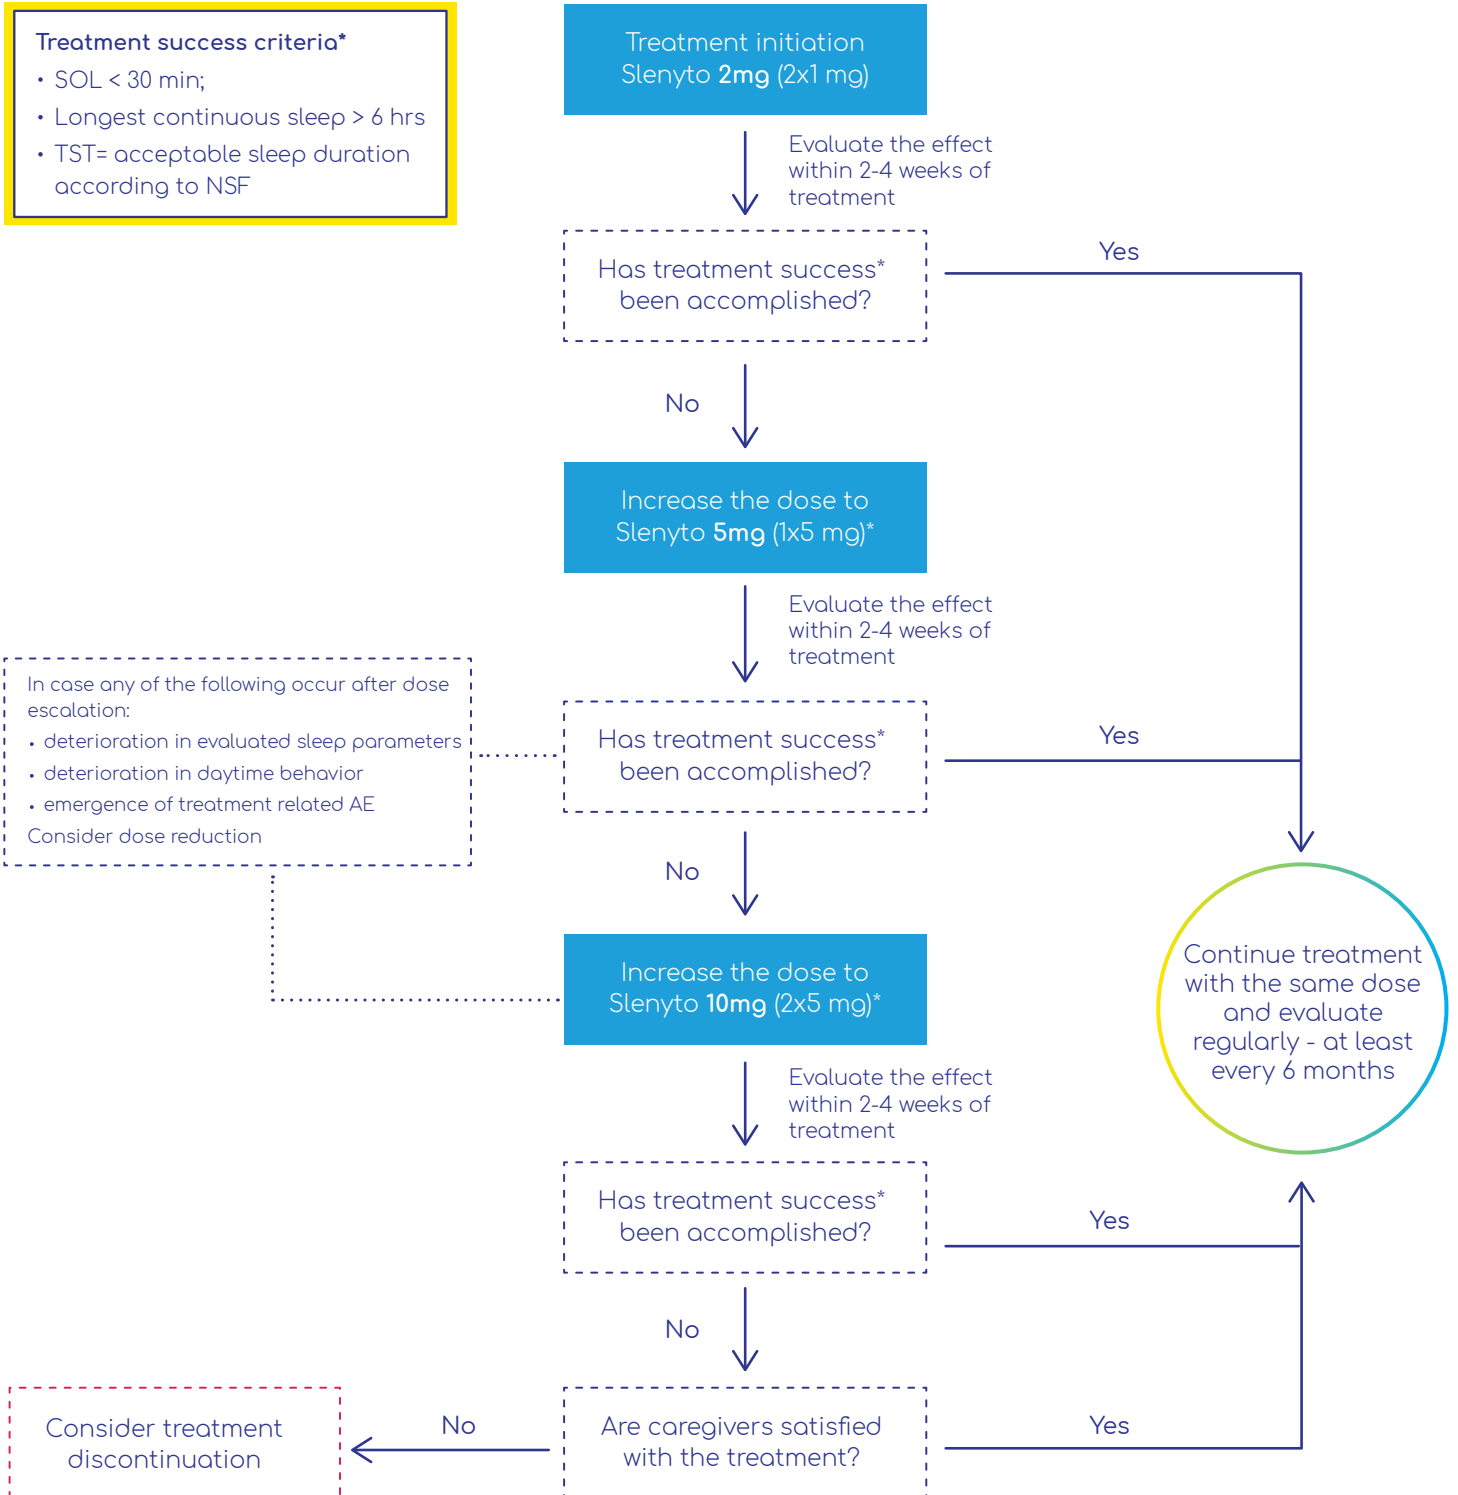 Treatment success criteria*
• SOL < 30 min;
• Longest continuous sleep > 6 hrs
• TST= acceptable sleep duration
according to NSF
Treatment initiation
Slenyto 2mg (2x1 mg)
Evaluate the effect
within 2-4 weeks of
treatment
Has treatment success*
been accomplished?
Yes
No
Increase the dose to
Slenyto 5mg (1x5 mg)*
Evaluate the effect
within 2-4 weeks of
treatment
In case any of the following occur after dose
escalation:
• deterioration in evaluated sleep parameters
• deterioration in daytime behavior
• emergence of treatment related AE
Consider dose reduction
Has treatment success*
been accomplished?
Yes
No
Increase the dose to
Slenyto 10mg (2x5 mg)*
Continue treatment
with the same dose
and evaluate
regularly - at least
every 6 months
Evaluate the effect
within 2-4 weeks of
treatment
Has treatment success*
been accomplished?
Yes
No
Are caregivers satisfied
with the treatment?
Yes
No
Consider treatment
discontinuation